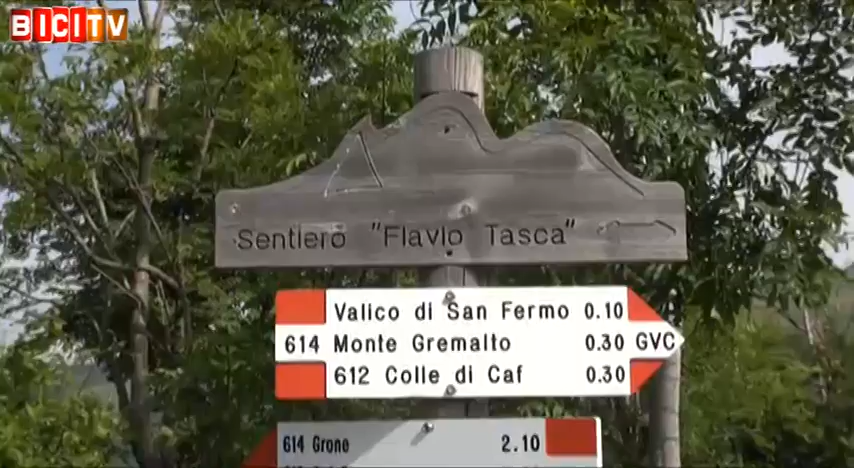 BICITV
Sentiero "Flavio Tasca"
Valico di San Fermo 0.10
614 Monte Gremalto 0.30 GVC
612 Colle di Caf 0.30
614 Grone 2.10